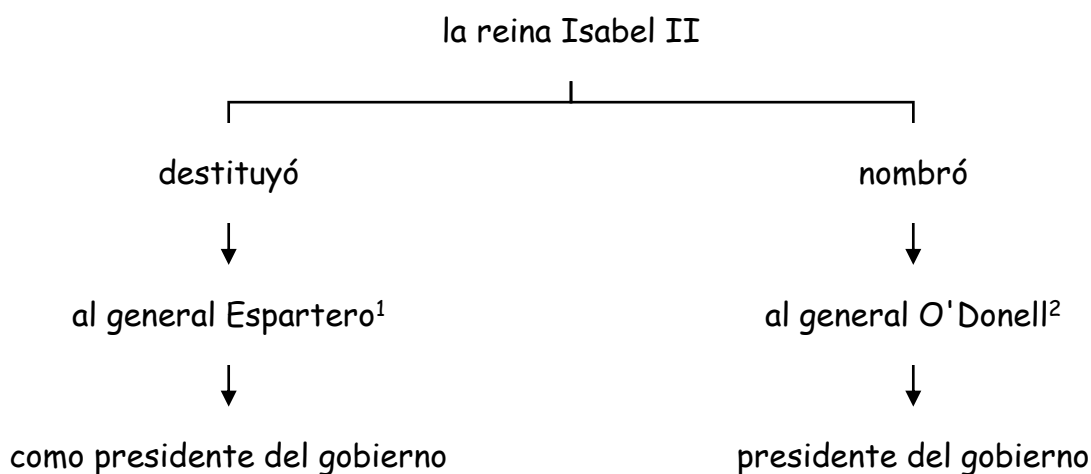 la reina Isabel II
destituyó
nombró
al general Espartero¹
al general O'Donell²
como presidente del gobierno
presidente del gobierno